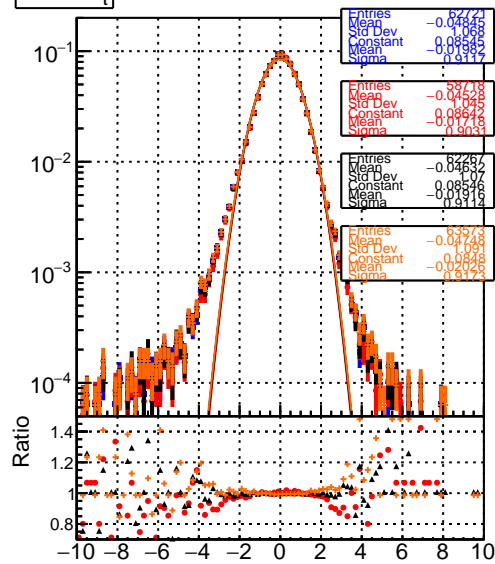 t
Entries 62721
Mean −0.04845
Std Dev 1.068
Constant 0.08545
Mean −0.01982
Sigma 0.9117
Entries 58718
Mean −0.04528
Std Dev 1.045
Constant 0.08642
Mean −0.01718
Sigma 0.9031
Entries 62267
Mean −0.04632
Std Dev 1.07
Constant 0.08546
Mean −0.01916
Sigma 0.9114
Entries 63573
Mean −0.04748
Std Dev 1.091
Constant 0.0848
Mean −0.02026
Sigma 0.9173
10−1
10−2
10−3
10−4
Ratio
1.4
1.2
1
0.8
−10 −8 −6 −4 −2 0 2 4 6 8 10